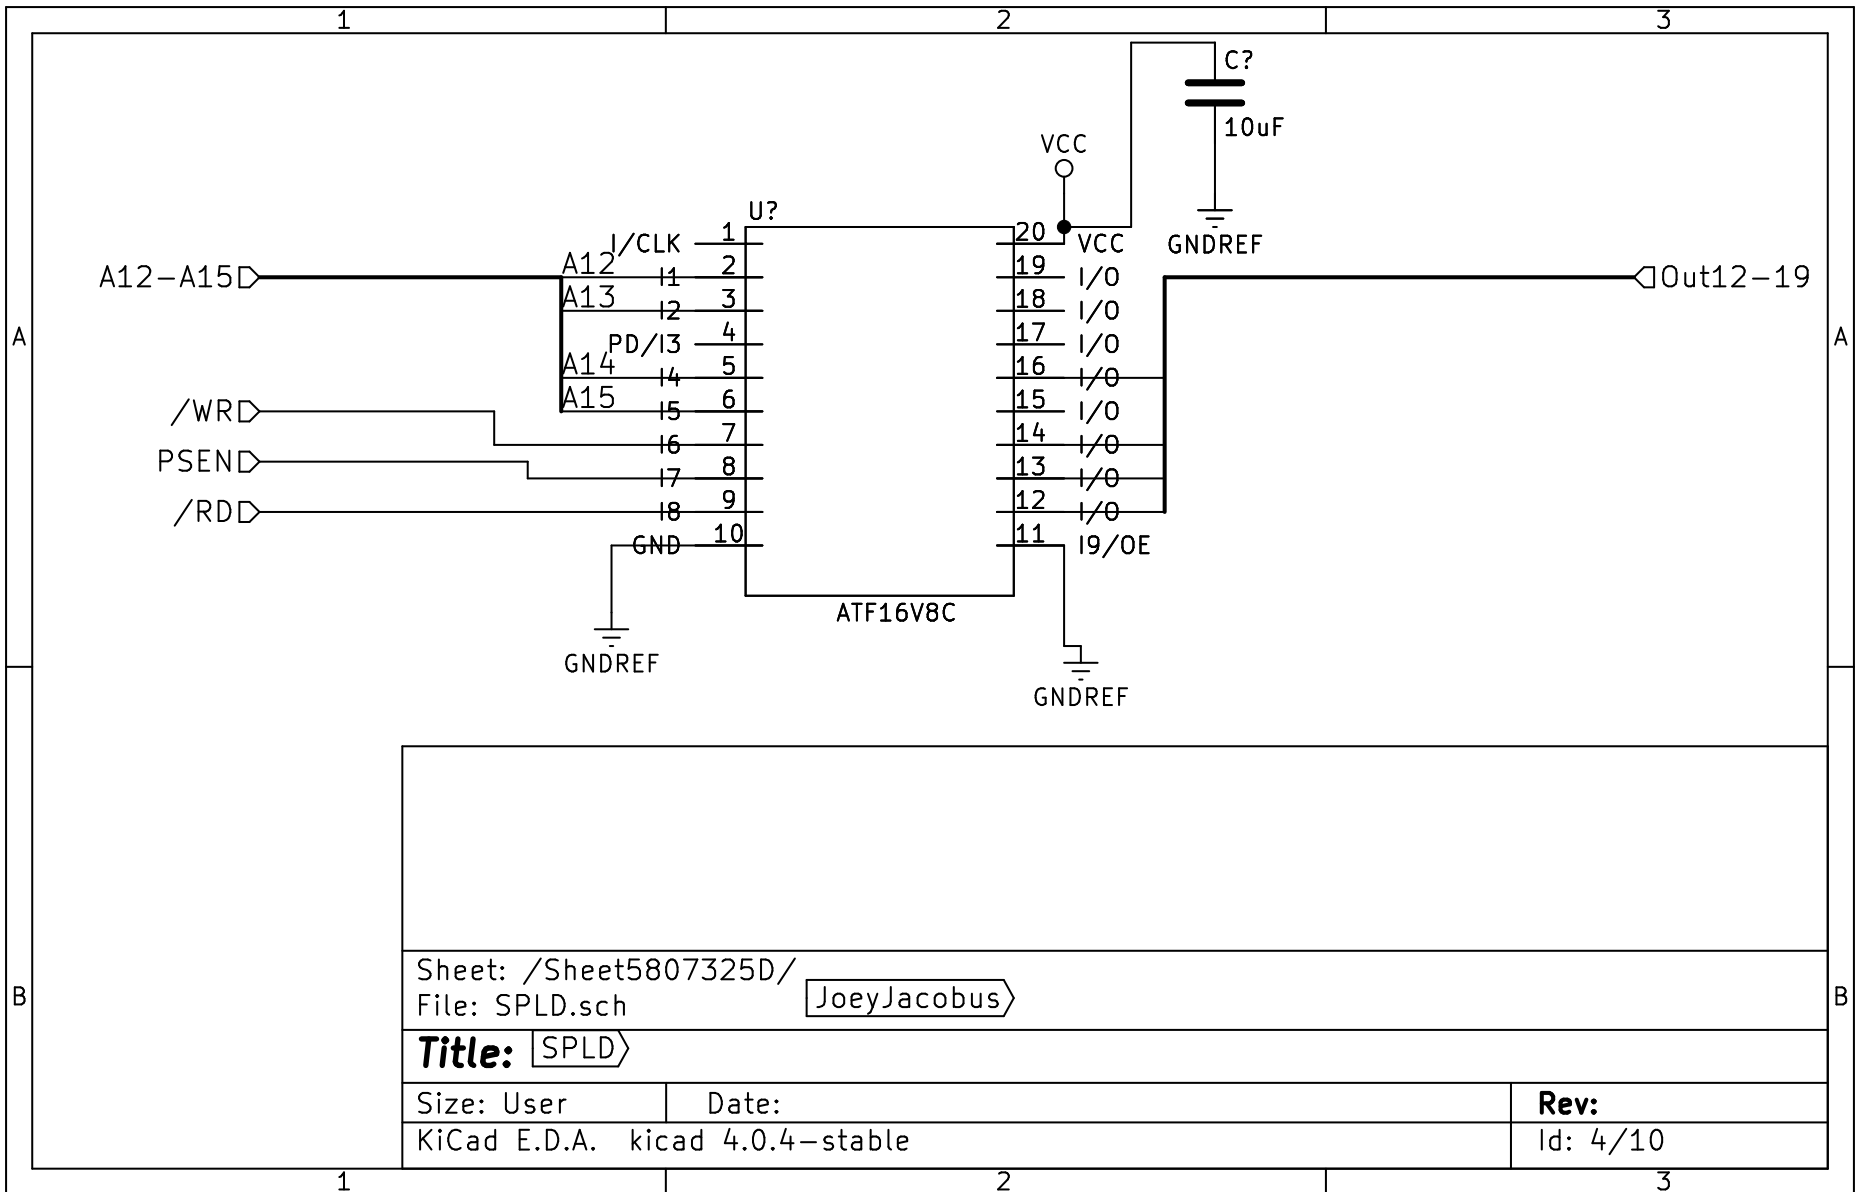 1 2 3
C?
10uF
VCC
U?
GNDREF
I/CLK 1 20 VCC
A12-A15 A12 I1 2 19 I/O Out12-19
A13 I2 3 18 I/O
A PD/I3 4 17 I/O A
A14 I4 5 16 I/O
/WR A15 I5 6 15 I/O
I6 7 14 I/O
PSEN I7 8 13 I/O
/RD I8 9 12 I/O
GND 10 11 I9/OE
ATF16V8C
GNDREF
GNDREF
Sheet: /Sheet5807325D/
B File: SPLD.sch JoeyJacobus B
Title: SPLD
Size: User Date: Rev:
KiCad E.D.A. kicad 4.0.4-stable Id: 4/10
1 2 3